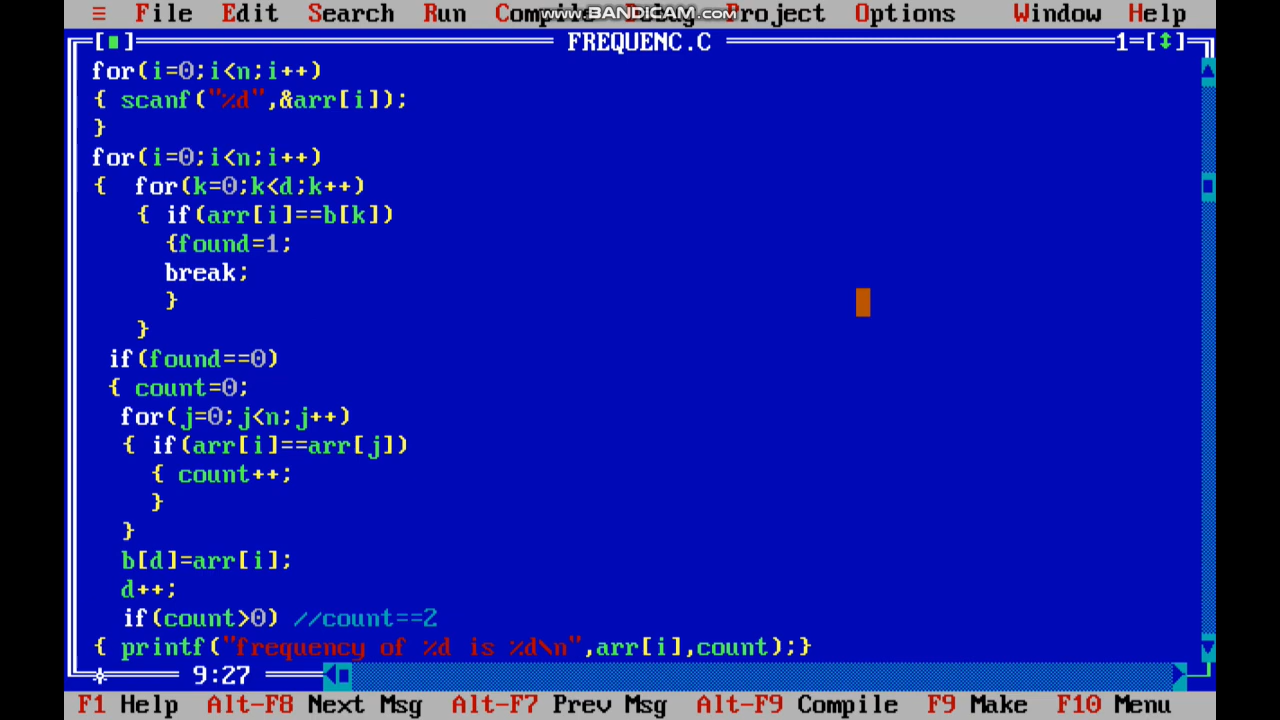 ≡ File Edit Search Run Compile Debug Project Options Window Help
www.BANDICAM.com
[■] FREQUENC.C 1=[↕]
for(i=0;i<n;i++)
{ scanf("%d",&arr[i]);
}
for(i=0;i<n;i++)
{ for(k=0;k<d;k++)
{ if(arr[i]==b[k])
{found=1;
break;
}
}
if(found==0)
{ count=0;
for(j=0;j<n;j++)
{ if(arr[i]==arr[j])
{ count++;
}
}
b[d]=arr[i];
d++;
if(count>0) //count==2
{ printf("frequency of %d is %d\n",arr[i],count);}
9:27
F1 Help Alt-F8 Next Msg Alt-F7 Prev Msg Alt-F9 Compile F9 Make F10 Menu